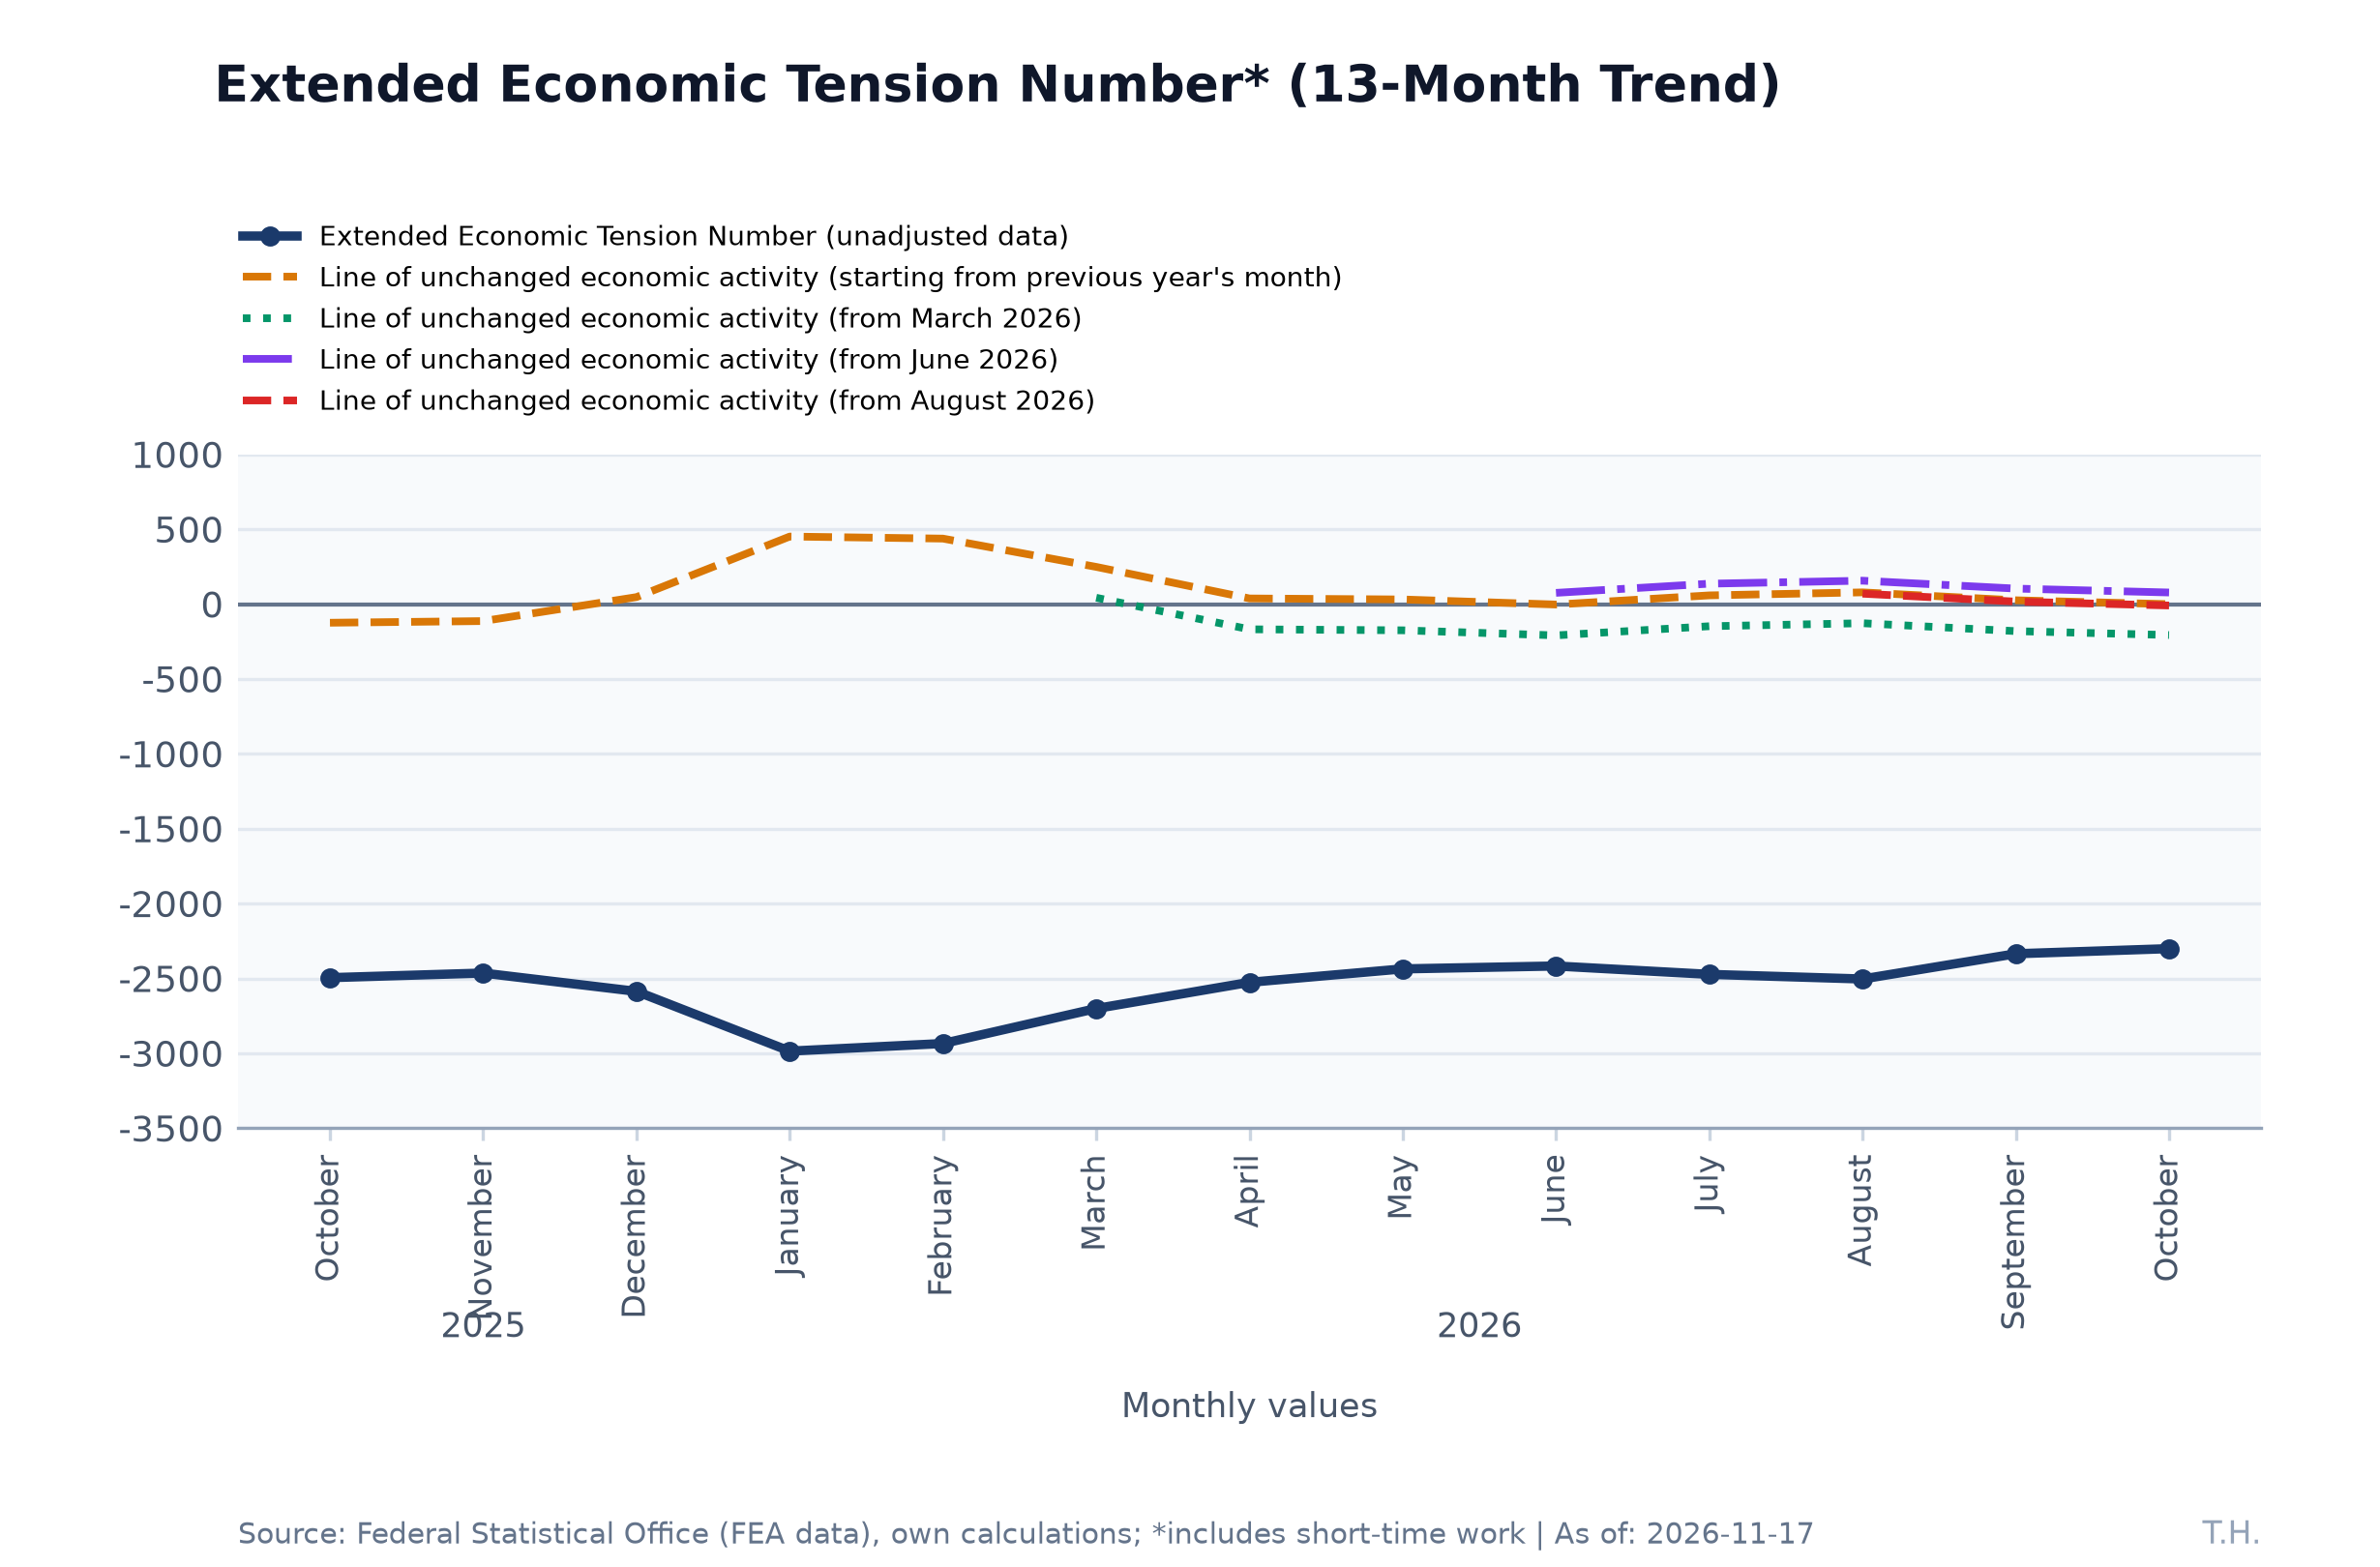 Extended Economic Tension Number* (13-Month Trend)
Extended Economic Tension Number (unadjusted data)
Line of unchanged economic activity (starting from previous year's month)
Line of unchanged economic activity (from March 2026)
Line of unchanged economic activity (from June 2026)
Line of unchanged economic activity (from August 2026)
1000
500
0
-500
-1000
-1500
-2000
-2500
-3000
-3500
October
November
December
January
February
March
April
May
June
July
August
September
October
2025
2026
Monthly values
Source: Federal Statistical Office (FEA data), own calculations; *includes short-time work | As of: 2026-11-17
T.H.